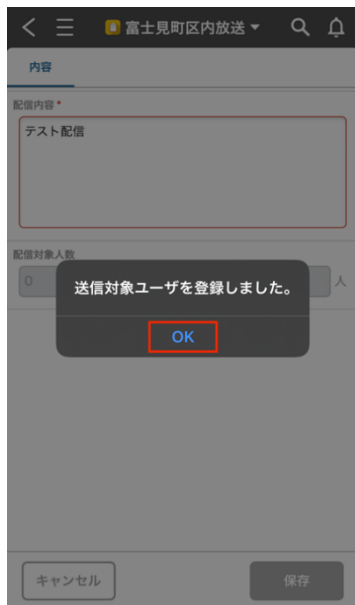 富士見町区内放送
内容
配信内容 *
テスト配信
配信対象人数
0
人
送信対象ユーザを登録しました。
OK
キャンセル
保存